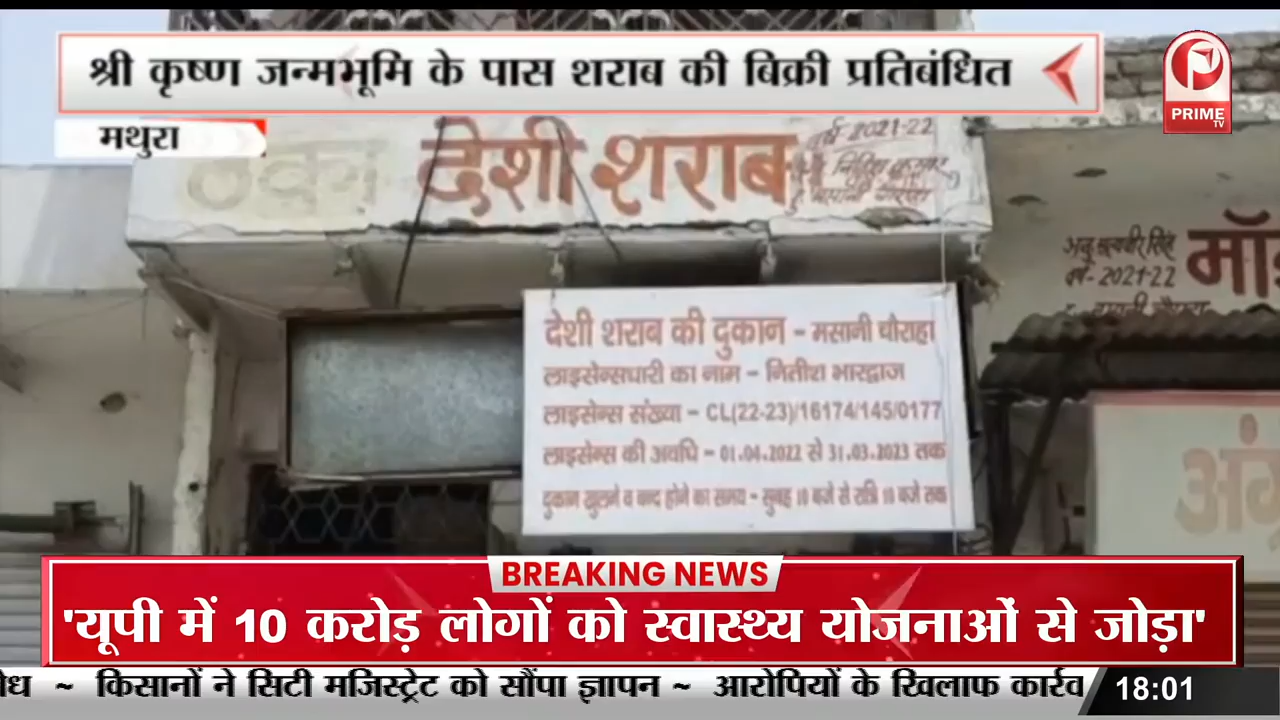 श्री कृष्ण जन्मभूमि के पास शराब की बिक्री प्रतिबंधित
PRIME
TV
मथुरा
ठेका देशी शराब
वर्ष-2021-22
वर्ष-2021-22
मॉड
देशी शराब की दुकान - मसानी चौराहा
लाइसेन्सधारी का नाम - नितीश भारद्वाज
लाइसेन्स संख्या - CL(22-23)/16174/145/0177
लाइसेन्स की अवधि - 01.04.2022 से 31.03.2023 तक
दुकान खुलने व बन्द होने का समय - सुबह 10 बजे से रात्रि 10 बजे तक
BREAKING NEWS
'यूपी में 10 करोड़ लोगों को स्वास्थ्य योजनाओं से जोड़ा'
~ किसानों ने सिटी मजिस्ट्रेट को सौंपा ज्ञापन ~ आरोपियों के खिलाफ कार्रव
18:01